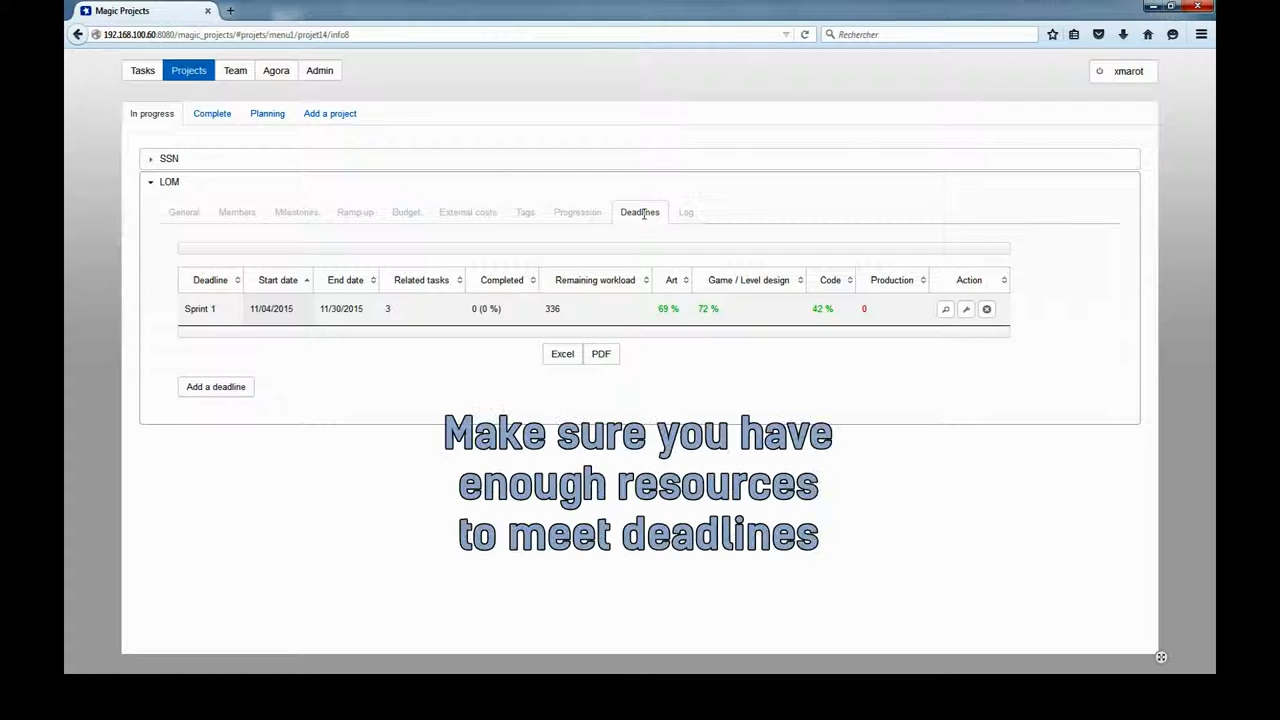 Magic Projects
192.168.100.60:8080/magic_projects/#projets/menu1/projet14/info8
Rechercher
Tasks Projects Team Agora Admin
xmarot
In progress Complete Planning Add a project
SSN
LOM
General Members Milestones Ramp-up Budget External costs Tags Progression Deadlines Log
Deadline Start date End date Related tasks Completed Remaining workload Art Game / Level design Code Production Action
Sprint 1 11/04/2015 11/30/2015 3 0 (0 %) 336 69 % 72 % 42 % 0
Excel PDF
Add a deadline
Make sure you have
enough resources
to meet deadlines